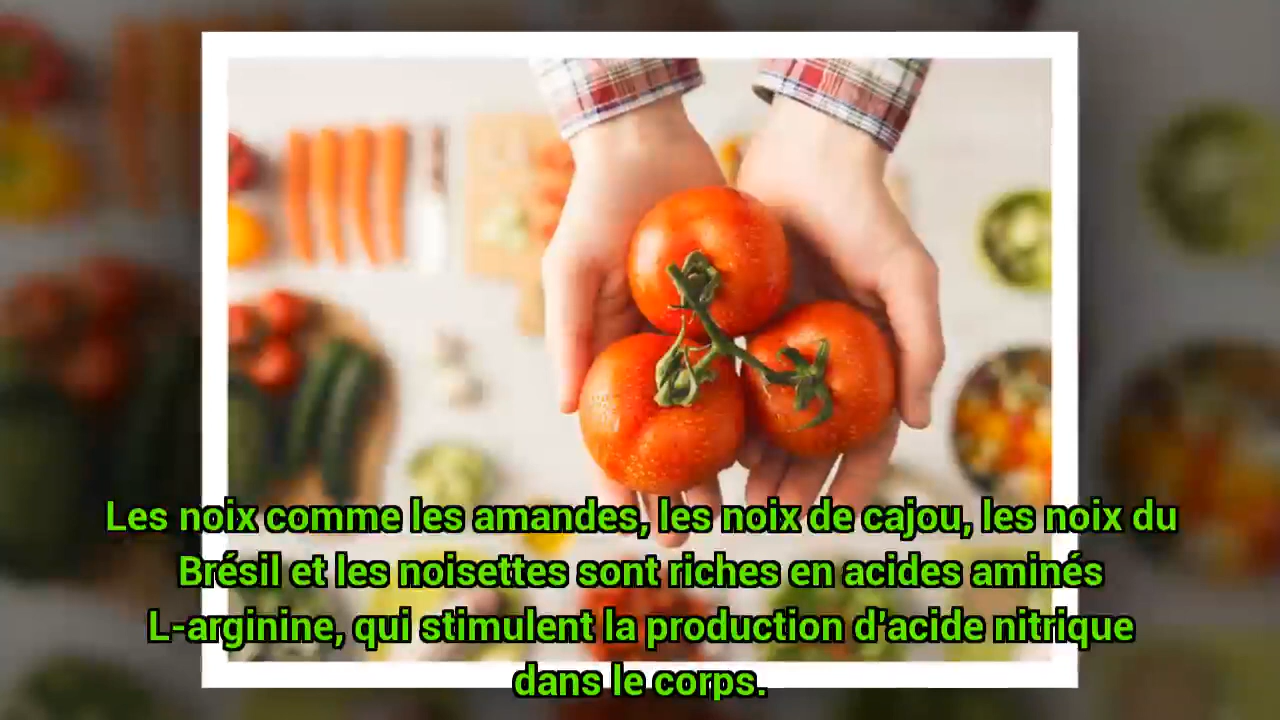 Les noix comme les amandes, les noix de cajou, les noix du
Brésil et les noisettes sont riches en acides aminés
L-arginine, qui stimulent la production d'acide nitrique
dans le corps.